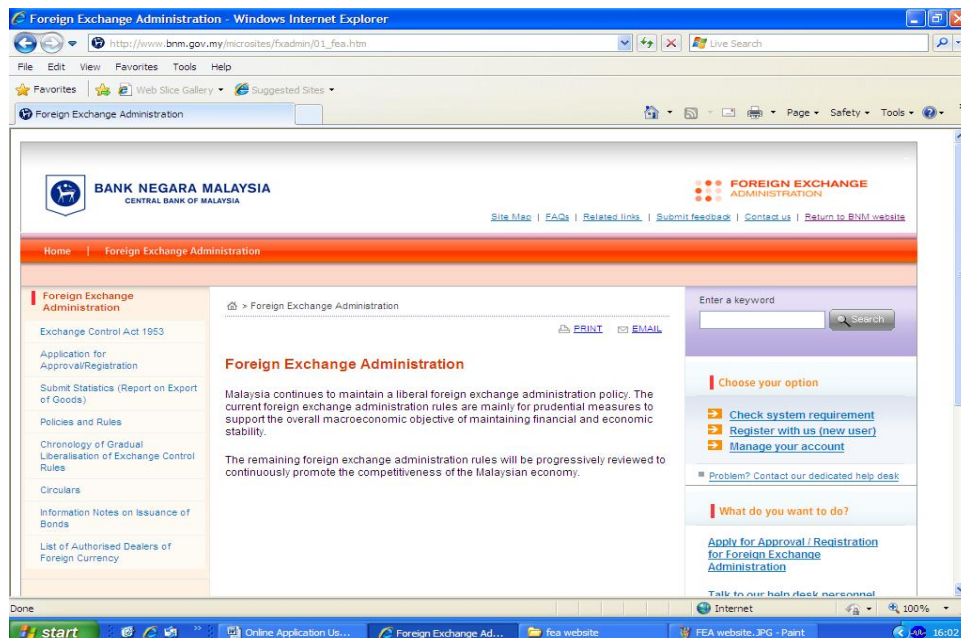 Foreign Exchange Administration - Windows Internet Explorer
http://www.bnm.gov.my/microsites/fxadmin/01_fea.htm
Live Search
File Edit View Favorites Tools Help
Favorites Web Slice Gallery Suggested Sites
Foreign Exchange Administration
Page Safety Tools
BANK NEGARA MALAYSIA
CENTRAL BANK OF MALAYSIA
FOREIGN EXCHANGE
ADMINISTRATION
Site Map | FAQs | Related links | Submit feedback | Contact us | Return to BNM website
Home | Foreign Exchange Administration
Foreign Exchange
Administration
Exchange Control Act 1953
Application for
Approval/Registration
Submit Statistics (Report on Export
of Goods)
Policies and Rules
Chronology of Gradual
Liberalisation of Exchange Control
Rules
Circulars
Information Notes on Issuance of
Bonds
List of Authorised Dealers of
Foreign Currency
> Foreign Exchange Administration
PRINT EMAIL
Foreign Exchange Administration
Malaysia continues to maintain a liberal foreign exchange administration policy. The
current foreign exchange administration rules are mainly for prudential measures to
support the overall macroeconomic objective of maintaining financial and economic
stability.
The remaining foreign exchange administration rules will be progressively reviewed to
continuously promote the competitiveness of the Malaysian economy.
Enter a keyword
Search
Choose your option
Check system requirement
Register with us (new user)
Manage your account
Problem? Contact our dedicated help desk
What do you want to do?
Apply for Approval / Registration
for Foreign Exchange
Administration
Talk to our help desk personnel
Done
Internet
100%
start
Online Application Us...
Foreign Exchange Ad...
fea website
FEA website.JPG - Paint
16:02